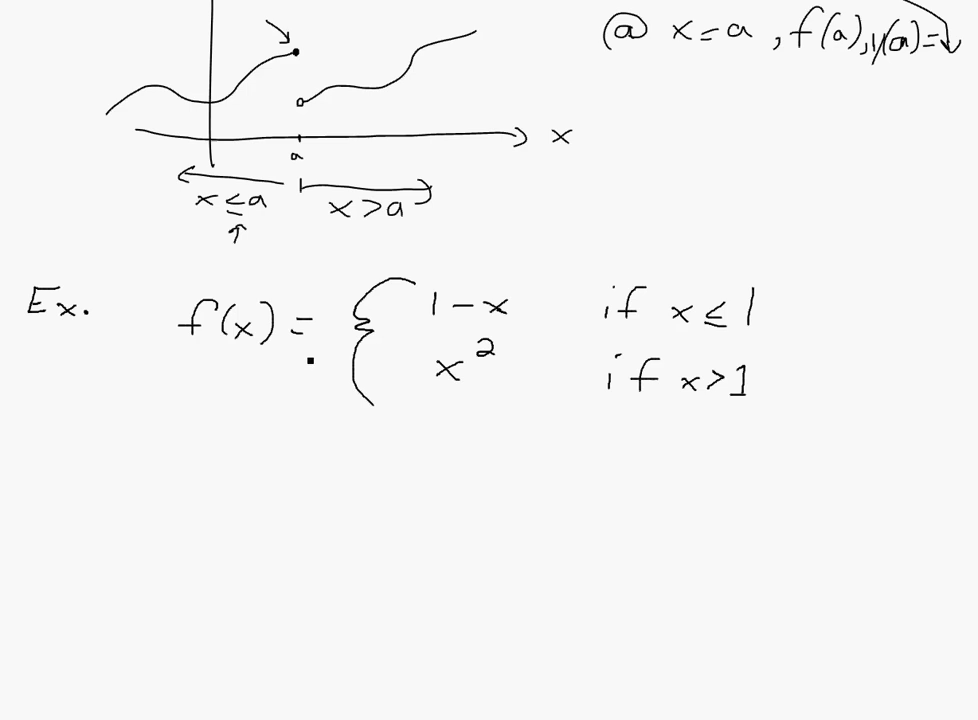 @ x = a , f(a)
x
a
x ≤ a
x > a
Ex. f(x) = { 1 - x if x ≤ 1
x² if x > 1